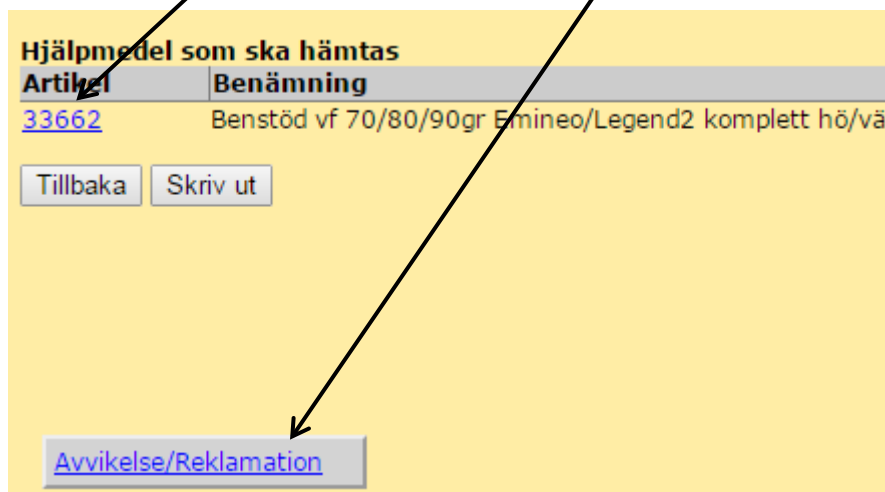 Hjälpmedel som ska hämtas
Artikel Benämning
33662 Benstöd vf 70/80/90gr Emineo/Legend2 komplett hö/vä
Tillbaka Skriv ut
Avvikelse/Reklamation